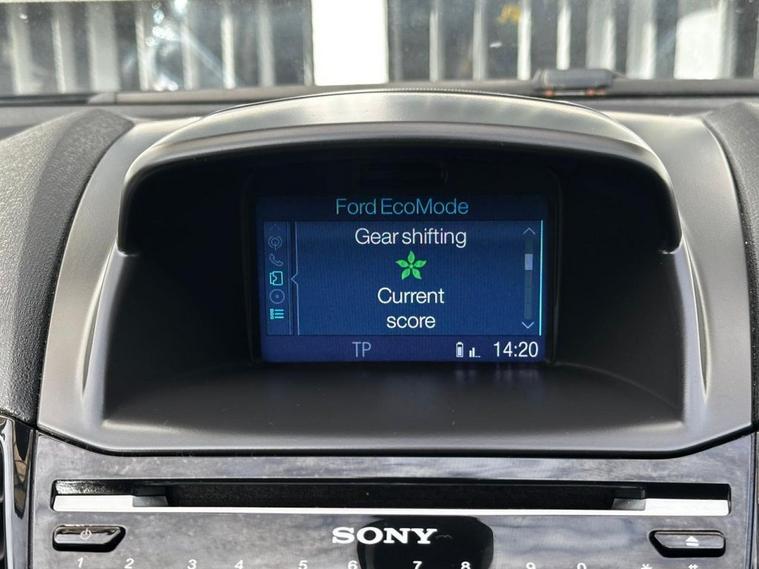 Ford EcoMode
Gear shifting
Current
score
TP 14:20
SONY
1 2 3 4 5 6 7 8 9 0 * #